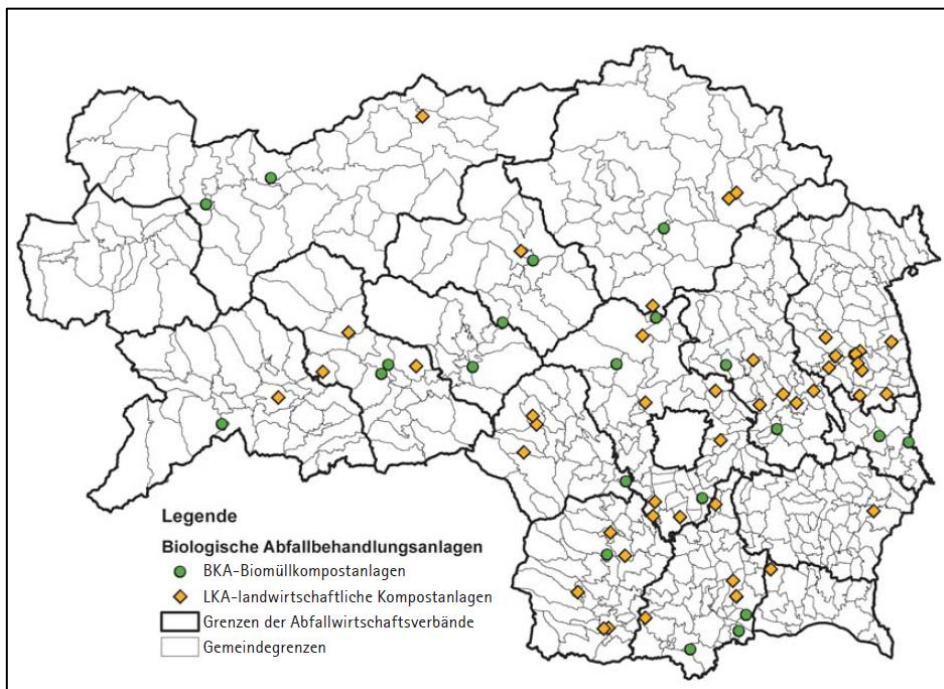 Legende
Biologische Abfallbehandlungsanlagen
BKA-Biomüllkompostanlagen
LKA-landwirtschaftliche Kompostanlagen
Grenzen der Abfallwirtschaftsverbände
Gemeindegrenzen